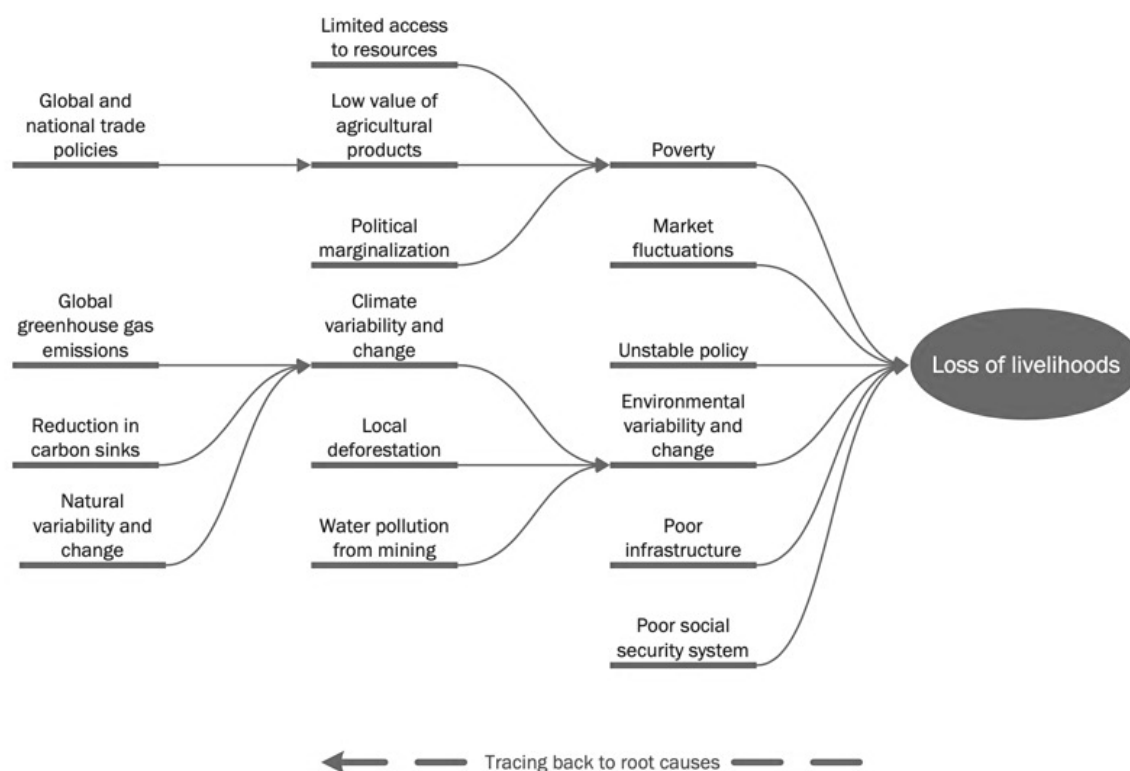 Limited access
to resources
Global and
national trade
policies
Low value of
agricultural
products
Poverty
Political
marginalization
Market
fluctuations
Global
greenhouse gas
emissions
Climate
variability and
change
Unstable policy
Loss of livelihoods
Reduction in
carbon sinks
Local
deforestation
Environmental
variability and
change
Natural
variability and
change
Water pollution
from mining
Poor
infrastructure
Poor social
security system
Tracing back to root causes